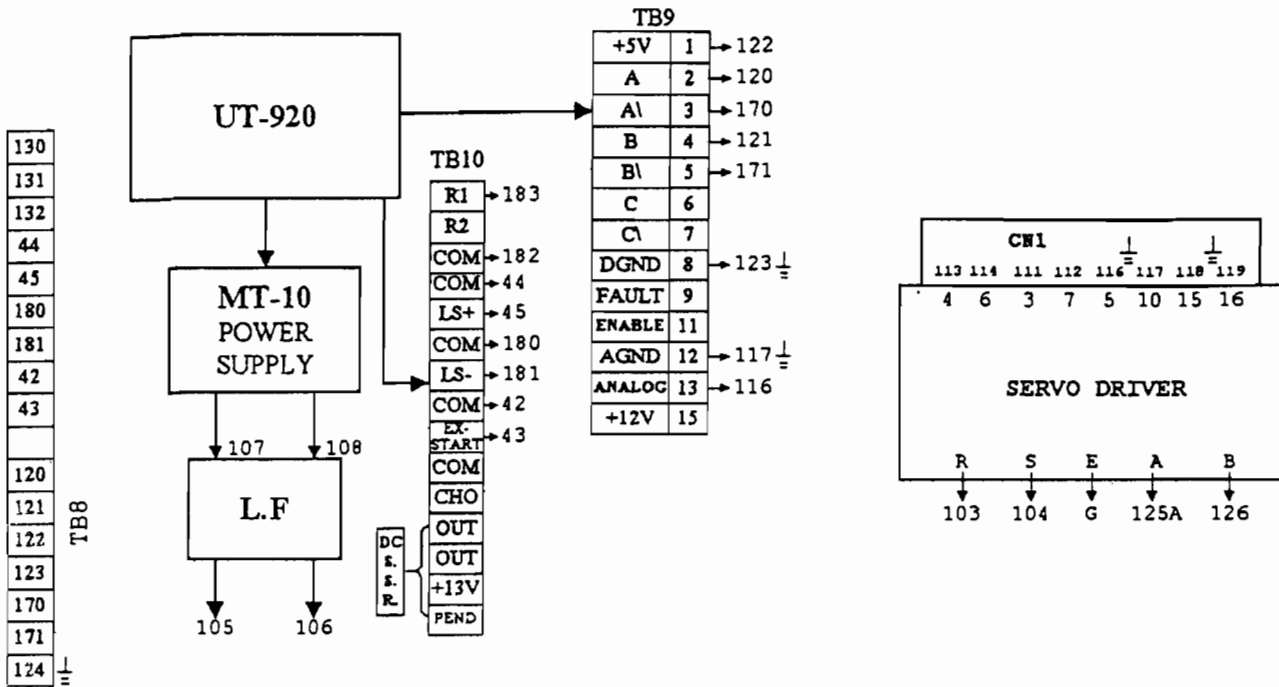 130
131
132
44
45
180
181
42
43
120
121
122
123
170
171
124
TB8
UT-920
MT-10
POWER
SUPPLY
107 108
L.F
105 106
TB10
R1 183
R2
COM 182
COM 44
LS+ 45
COM 180
LS- 181
COM 42
EX-
START 43
COM
CHO
OUT
OUT
+13V
PEND
DC
S.
S.
R.
TB9
+5V 1 122
A 2 120
A\ 3 170
B 4 121
B\ 5 171
C 6
C\ 7
DGND 8 123
FAULT 9
ENABLE 11
AGND 12 117
ANALOG 13 116
+12V 15
CN1
113 114 111 112 116 117 118 119
4 6 3 7 5 10 15 16
SERVO DRIVER
R S E A B
103 104 G 125A 126